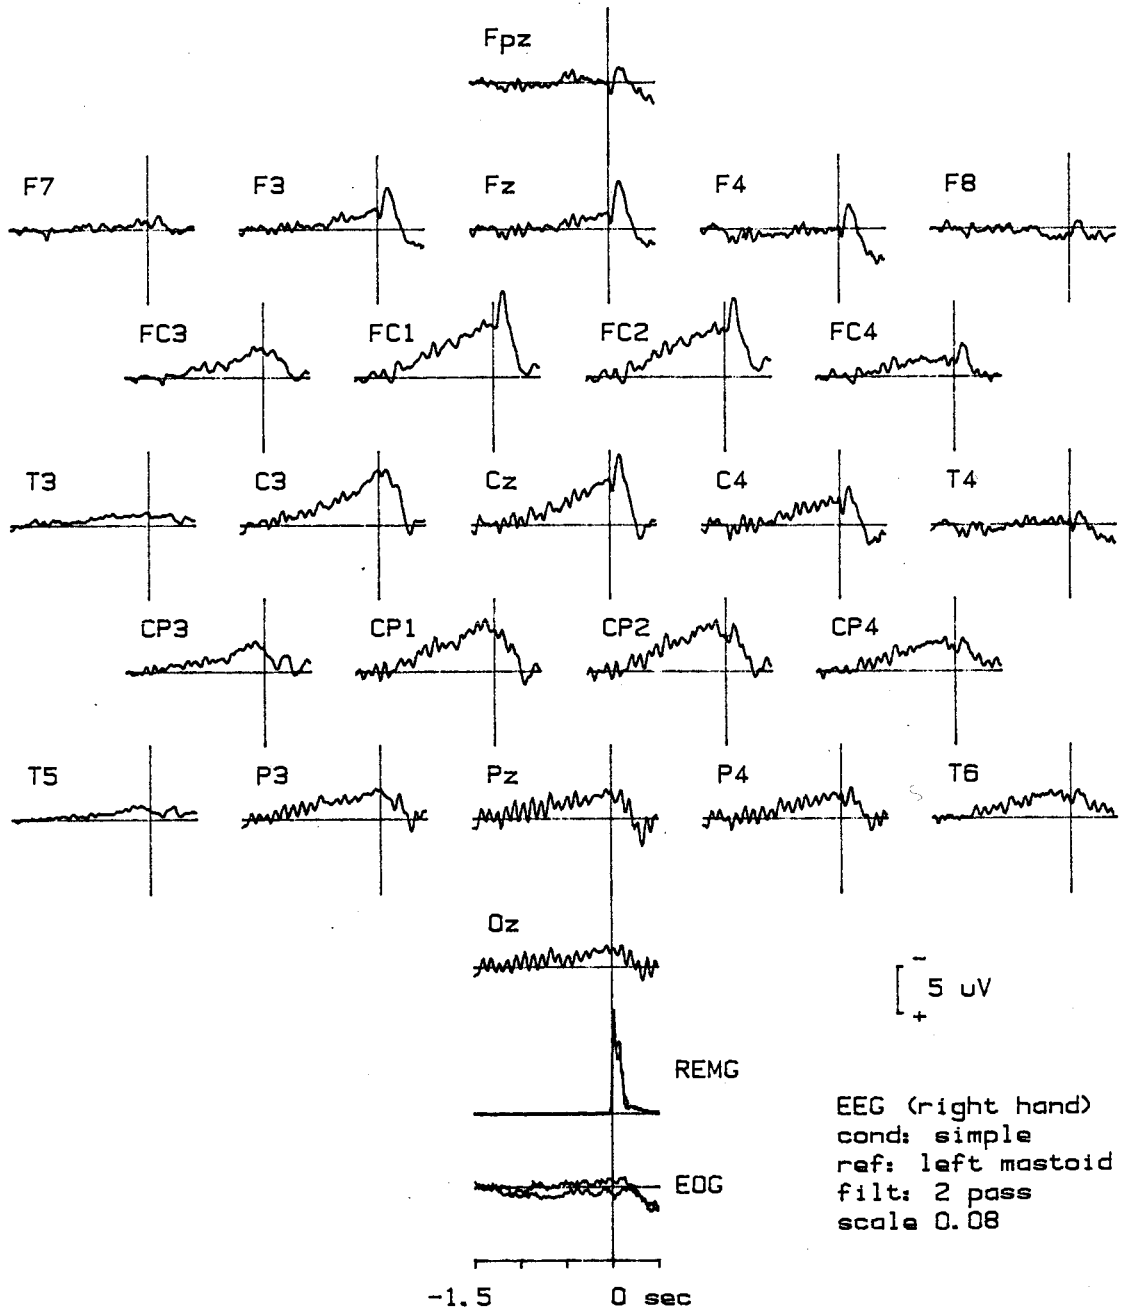 Fpz
F7 F3 Fz F4 F8
FC3 FC1 FC2 FC4
T3 C3 Cz C4 T4
CP3 CP1 CP2 CP4
T5 P3 Pz P4 T6
Oz
-
5 uV
+
REMG
EEG (right hand)
cond: simple
ref: left mastoid
filt: 2 pass
scale 0.08
EOG
-1.5 0 sec